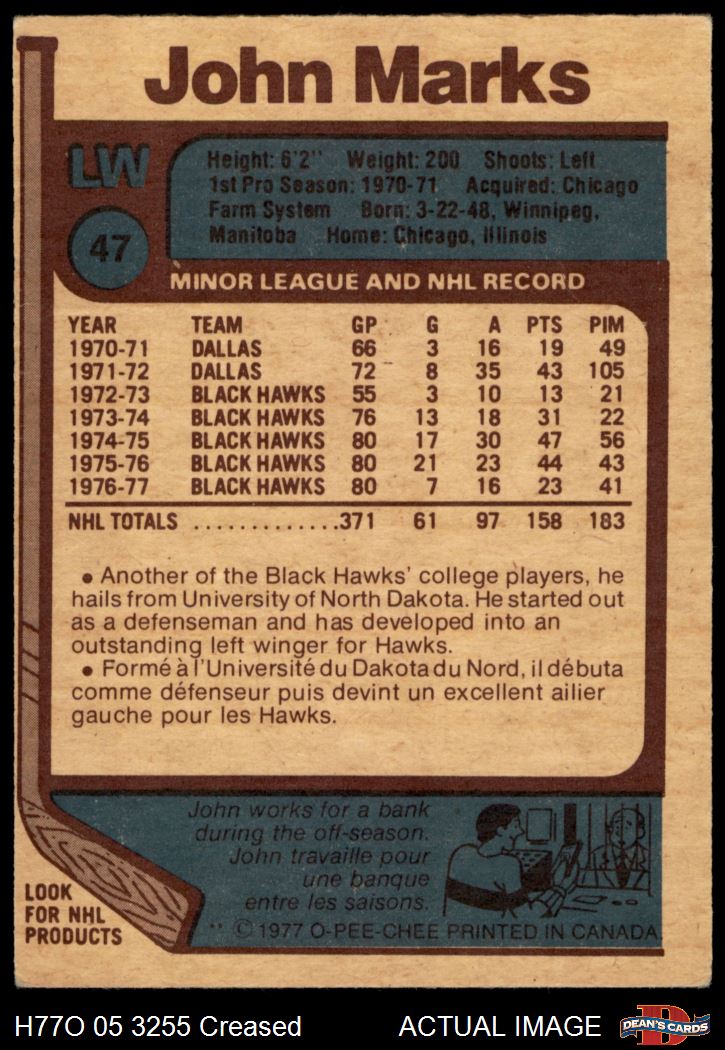 John Marks
LW
Height: 6'2" Weight: 200 Shoots: Left
1st Pro Season: 1970-71 Acquired: Chicago
Farm System Born: 3-22-48, Winnipeg,
Manitoba Home: Chicago, Illinois
47
MINOR LEAGUE AND NHL RECORD
YEAR TEAM GP G A PTS PIM
1970-71 DALLAS 66 3 16 19 49
1971-72 DALLAS 72 8 35 43 105
1972-73 BLACK HAWKS 55 3 10 13 21
1973-74 BLACK HAWKS 76 13 18 31 22
1974-75 BLACK HAWKS 80 17 30 47 56
1975-76 BLACK HAWKS 80 21 23 44 43
1976-77 BLACK HAWKS 80 7 16 23 41
NHL TOTALS .............371 61 97 158 183
• Another of the Black Hawks' college players, he
hails from University of North Dakota. He started out
as a defenseman and has developed into an
outstanding left winger for Hawks.
• Formé à l'Université du Dakota du Nord, il débuta
comme défenseur puis devint un excellent ailier
gauche pour les Hawks.
John works for a bank
during the off-season.
John travaille pour
une banque
entre les saisons.
LOOK
FOR NHL
PRODUCTS
** © 1977 O-PEE-CHEE PRINTED IN CANADA
H77O 05 3255 Creased ACTUAL IMAGE
D
DEAN'S CARDS